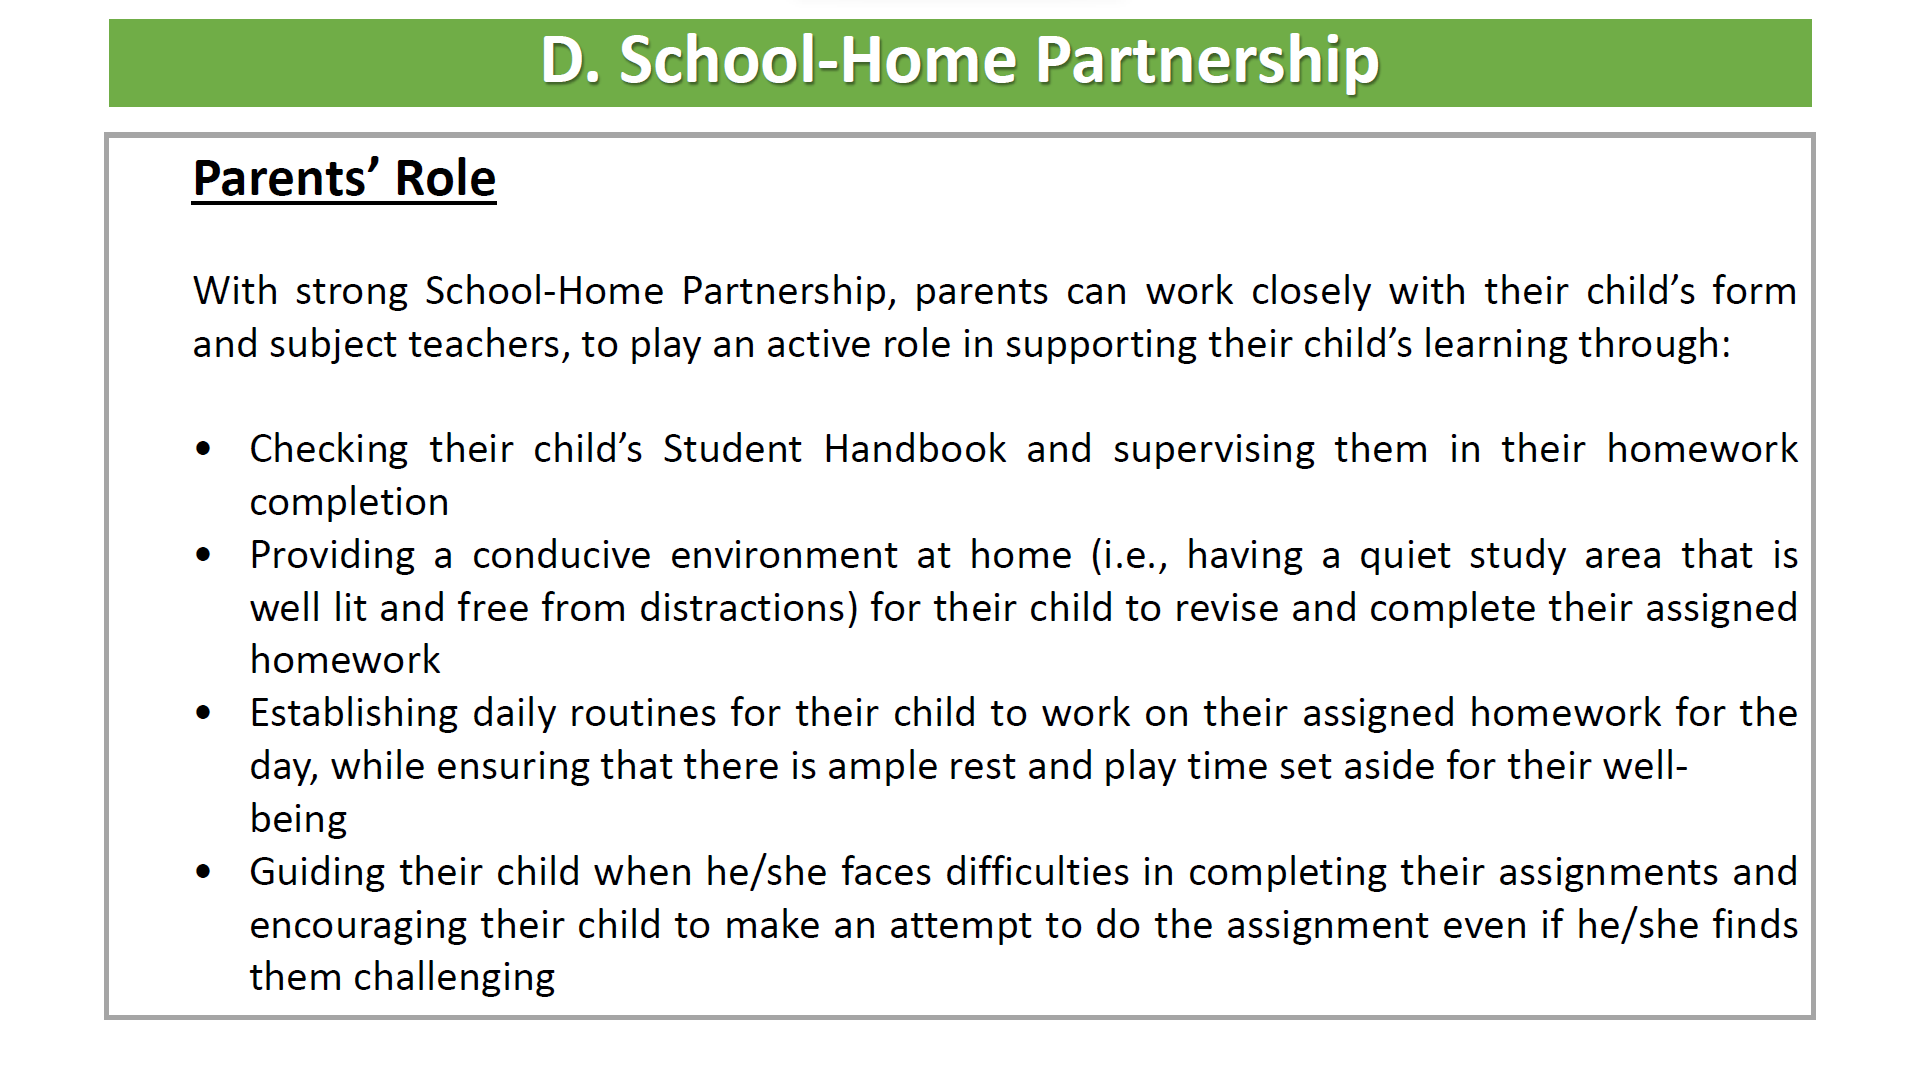 D. School-Home Partnership
Parents’ Role
With strong School-Home Partnership, parents can work closely with their child’s form
and subject teachers, to play an active role in supporting their child’s learning through:
• Checking their child’s Student Handbook and supervising them in their homework
completion
• Providing a conducive environment at home (i.e., having a quiet study area that is
well lit and free from distractions) for their child to revise and complete their assigned
homework
• Establishing daily routines for their child to work on their assigned homework for the
day, while ensuring that there is ample rest and play time set aside for their well-
being
• Guiding their child when he/she faces difficulties in completing their assignments and
encouraging their child to make an attempt to do the assignment even if he/she finds
them challenging